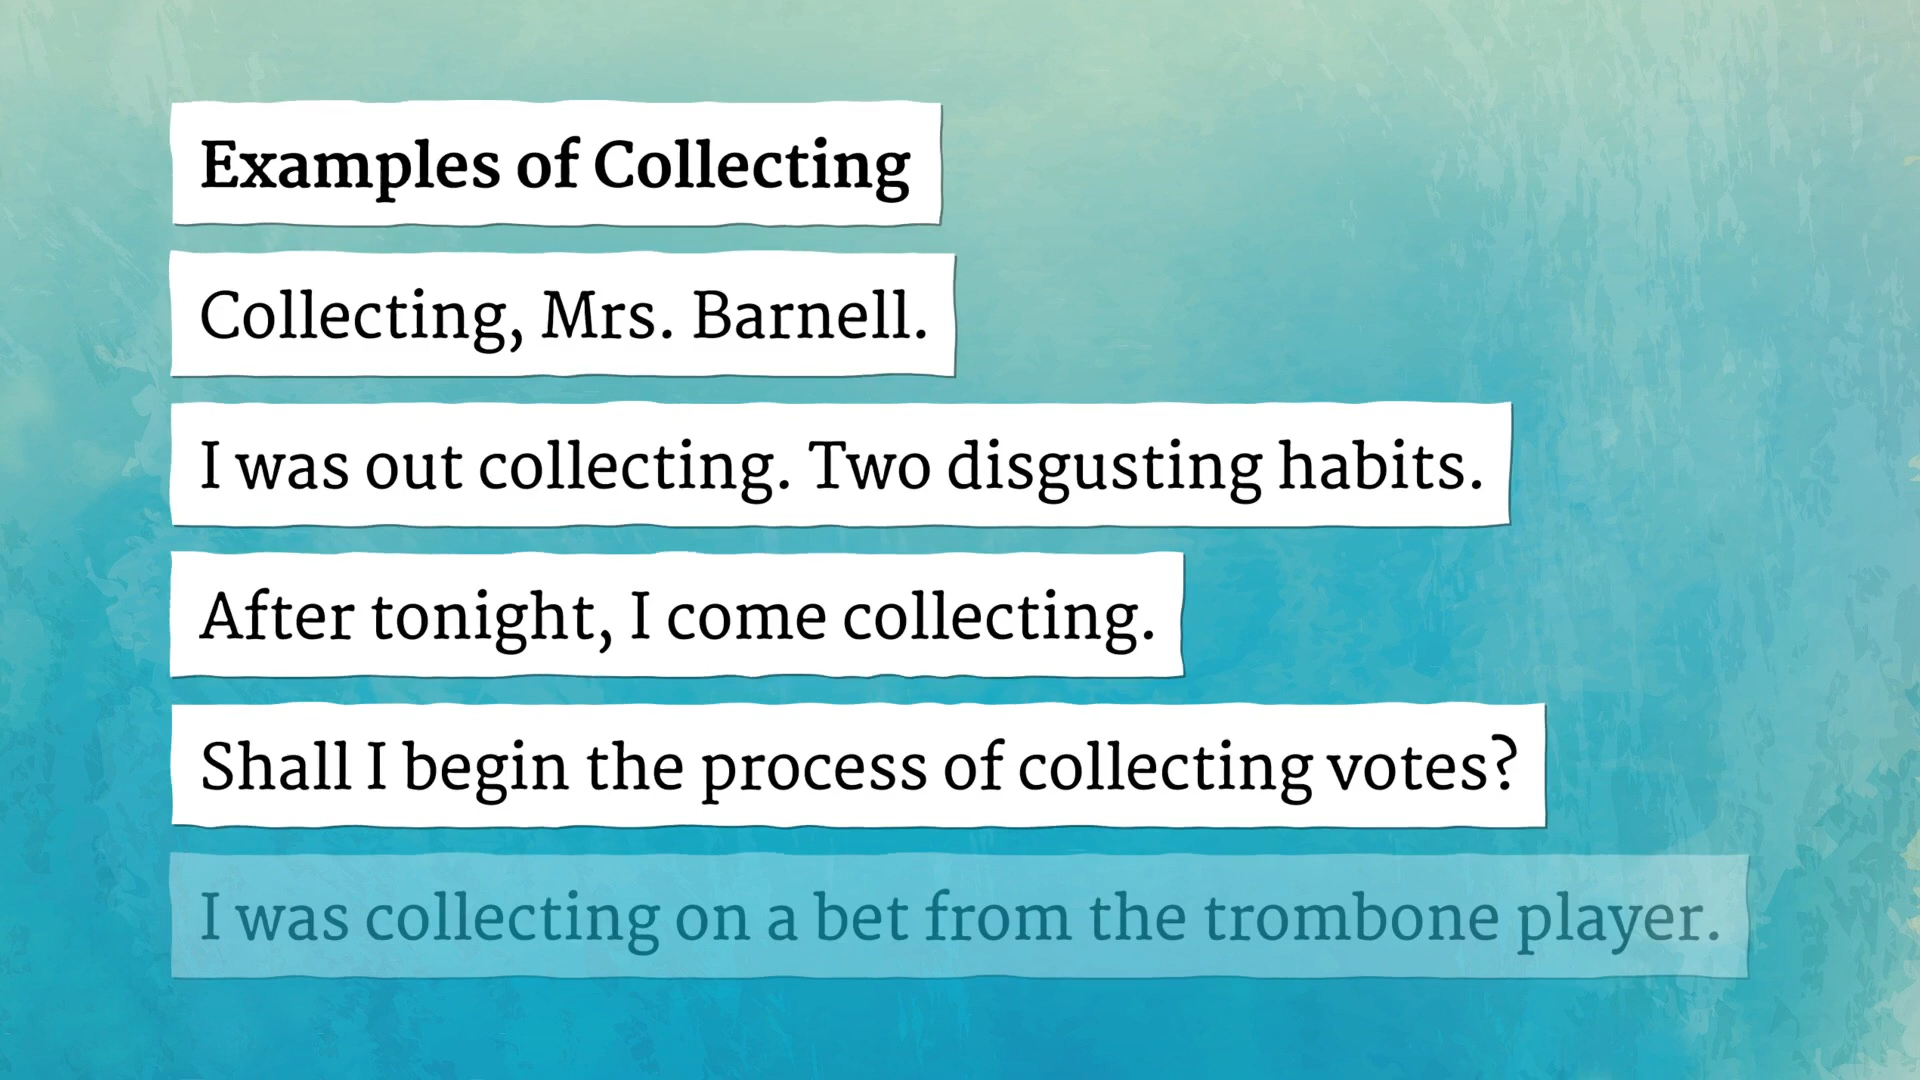 Examples of Collecting
Collecting, Mrs. Barnell.
I was out collecting. Two disgusting habits.
After tonight, I come collecting.
Shall I begin the process of collecting votes?
I was collecting on a bet from the trombone player.